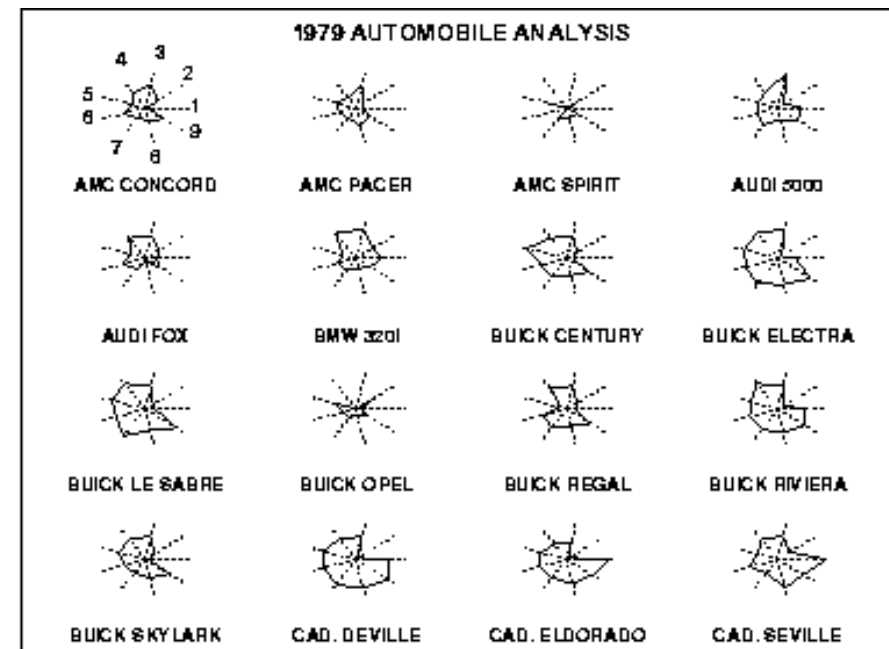 1979 AUTOMOBILE ANALYSIS
4 3
2
5
1
6
9
7
8
AMC CONCORD AMC PACER AMC SPIRIT AUDI 5000
AUDI FOX BMW 320I BUICK CENTURY BUICK ELECTRA
BUICK LE SABRE BUICK OPEL BUICK REGAL BUICK RIVIERA
BUICK SKYLARK CAD. DEVILLE CAD. ELDORADO CAD. SEVILLE